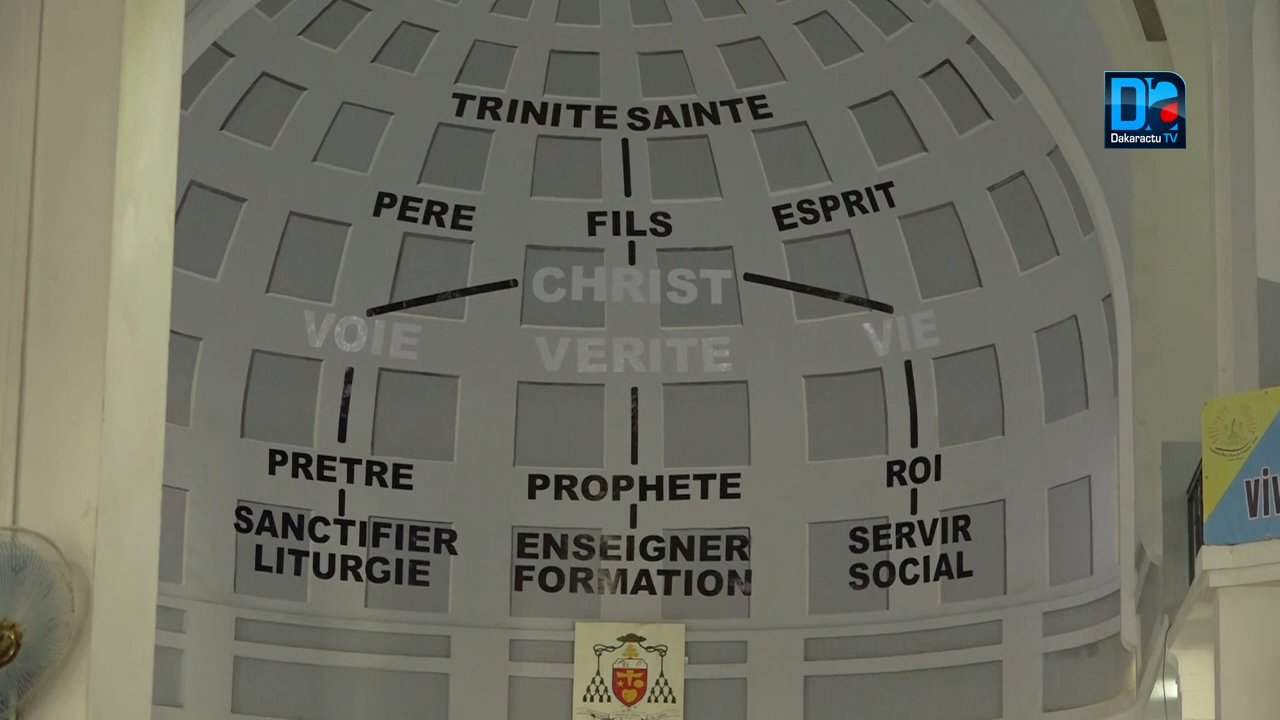 TRINITE SAINTE
PERE FILS ESPRIT
CHRIST
VOIE VERITE VIE
PRETRE PROPHETE ROI
SANCTIFIER ENSEIGNER SERVIR
LITURGIE FORMATION SOCIAL
Dakaractu TV